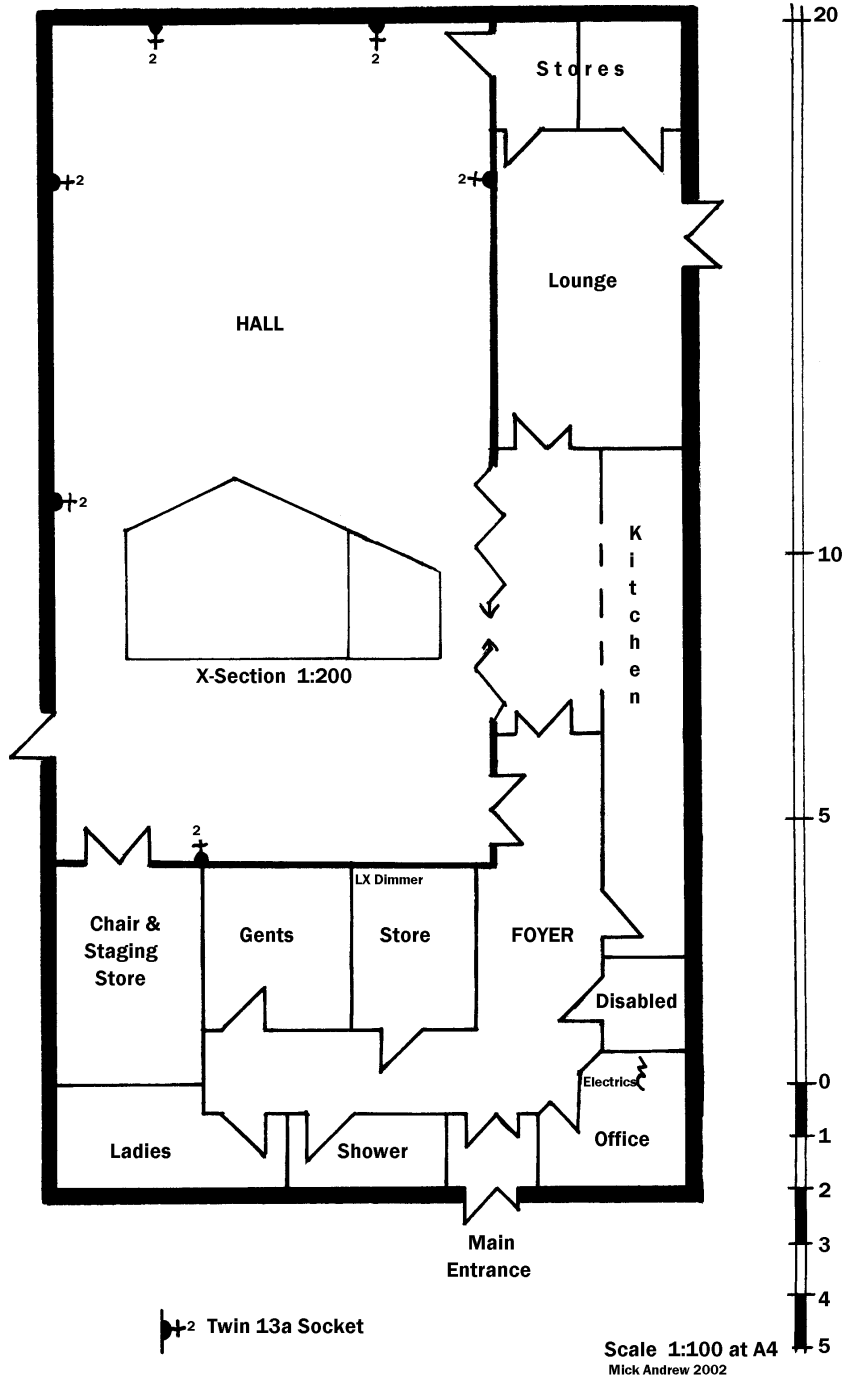 20
2
2
Stores
2
2
Lounge
HALL
2
Kitchen
10
X-Section 1:200
5
2
LX Dimmer
Chair &
Staging
Store
Gents
Store
FOYER
Disabled
Electrics
0
Ladies
Shower
Office
1
2
Main
Entrance
3
4
2 Twin 13a Socket
5
Scale 1:100 at A4
Mick Andrew 2002